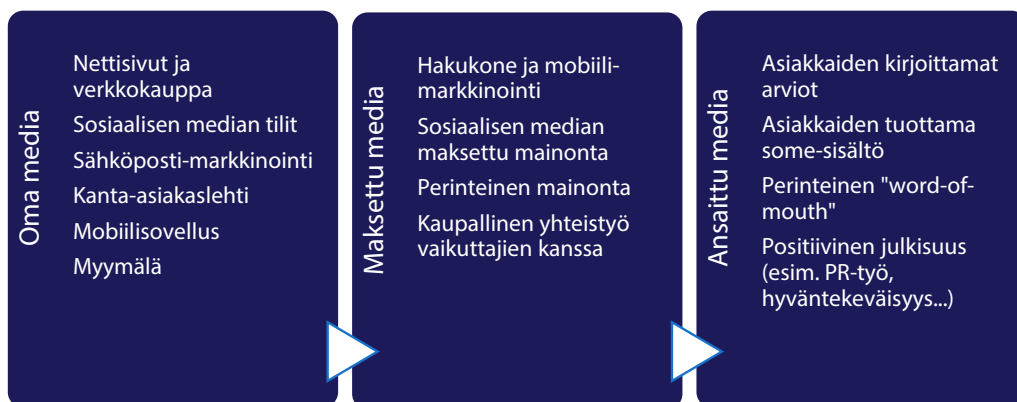 Oma media
Nettisivut ja
verkkokauppa
Sosiaalisen median tilit
Sähköposti-markkinointi
Kanta-asiakaslehti
Mobiilisovellus
Myymälä
Maksettu media
Hakukone ja mobiili-
markkinointi
Sosiaalisen median
maksettu mainonta
Perinteinen mainonta
Kaupallinen yhteistyö
vaikuttajien kanssa
Ansaittu media
Asiakkaiden kirjoittamat
arviot
Asiakkaiden tuottama
some-sisältö
Perinteinen "word-of-
mouth"
Positiivinen julkisuus
(esim. PR-työ,
hyväntekeväisyys...)